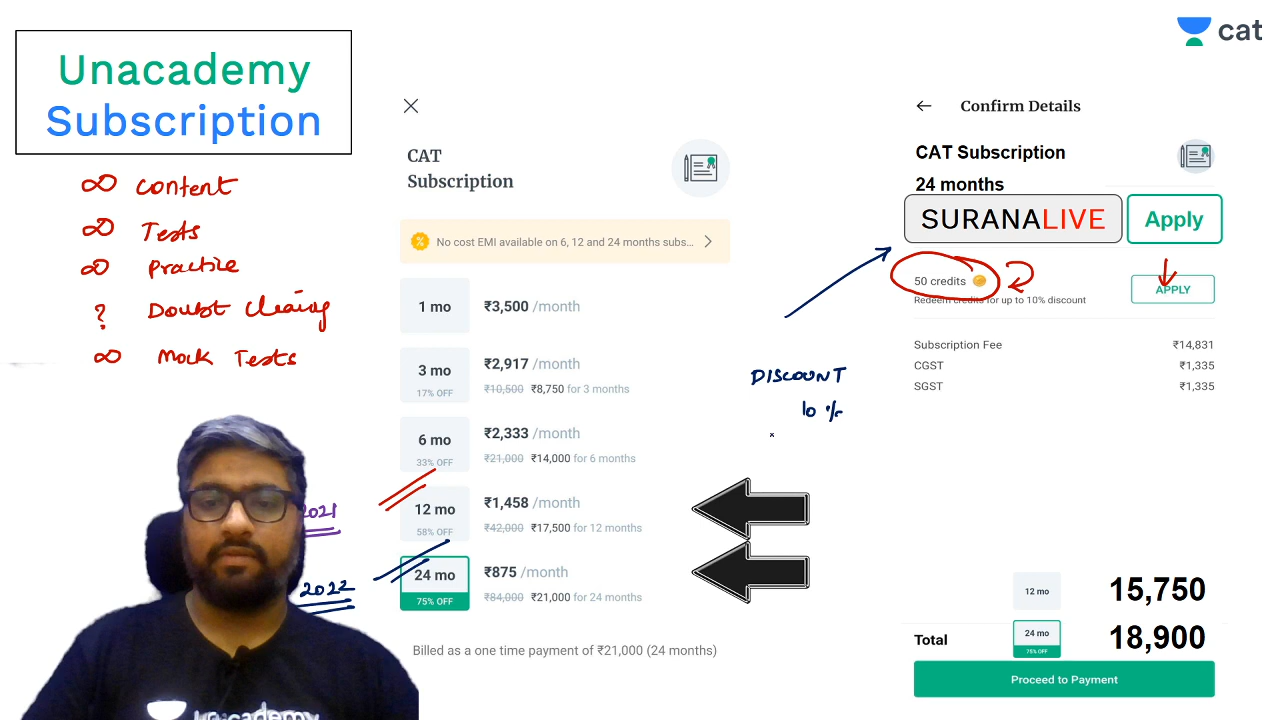 cat
Unacademy
Subscription
∞ Content
∞ Tests
∞ Practice
? Doubt Clearing
∞ Mock Tests
2021
2022
CAT
Subscription
No cost EMI available on 6, 12 and 24 months subs...
1 mo ₹3,500 /month
3 mo ₹2,917 /month
17% OFF ₹10,500 ₹8,750 for 3 months
6 mo ₹2,333 /month
33% OFF ₹21,000 ₹14,000 for 6 months
12 mo ₹1,458 /month
58% OFF ₹42,000 ₹17,500 for 12 months
24 mo ₹875 /month
75% OFF ₹84,000 ₹21,000 for 24 months
Billed as a one time payment of ₹21,000 (24 months)
DISCOUNT
10 %
Confirm Details
CAT Subscription
24 months
SURANALIVE Apply
50 credits
Redeem credits for up to 10% discount
APPLY
Subscription Fee ₹14,831
CGST ₹1,335
SGST ₹1,335
12 mo 15,750
Total 24 mo 18,900
75% OFF
Proceed to Payment
unacademy